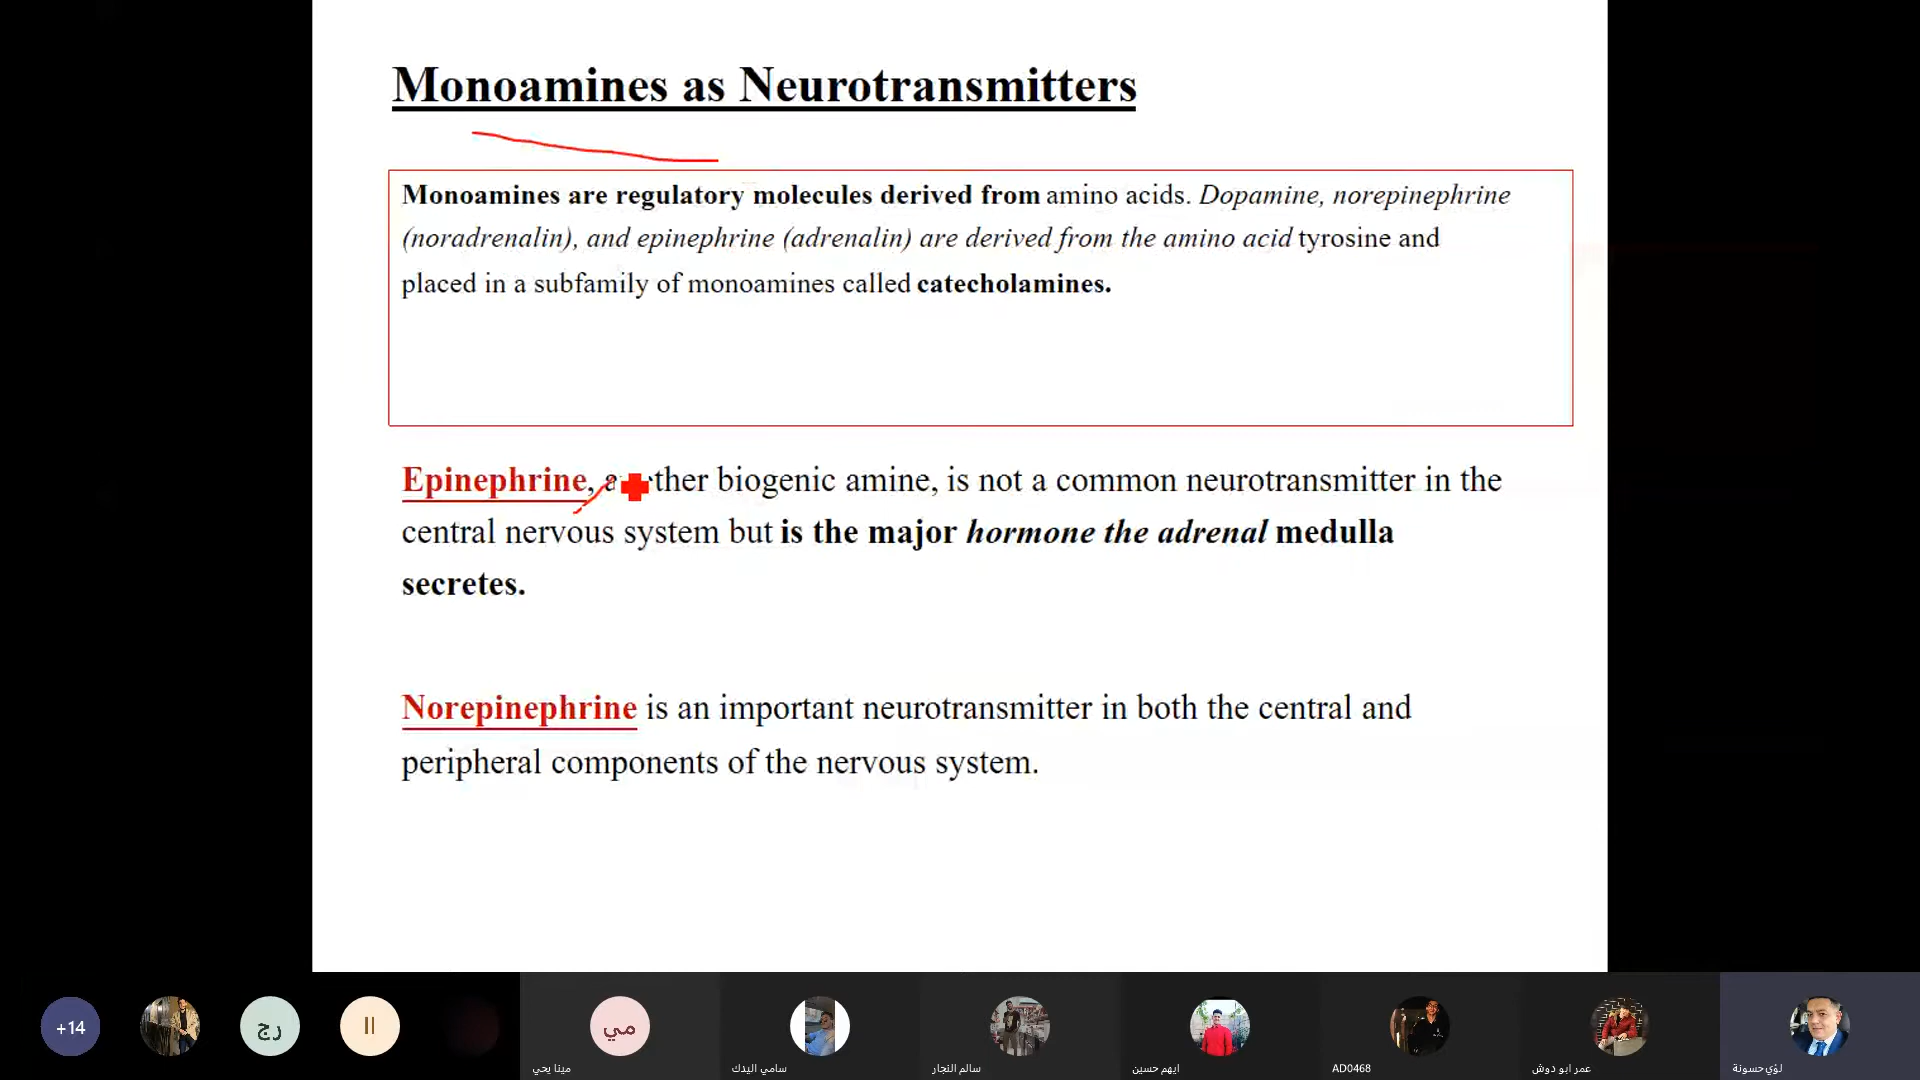 Monoamines as Neurotransmitters
Monoamines are regulatory molecules derived from amino acids. Dopamine, norepinephrine
(noradrenalin), and epinephrine (adrenalin) are derived from the amino acid tyrosine and
placed in a subfamily of monoamines called catecholamines.
Epinephrine, another biogenic amine, is not a common neurotransmitter in the
central nervous system but is the major hormone the adrenal medulla
secretes.
Norepinephrine is an important neurotransmitter in both the central and
peripheral components of the nervous system.
+14
رج
اا
مي
مينا يحي
سامي اليدك
سالم النجار
ايهم حسين
AD0468
عمر ابو دوش
لؤي حسونة